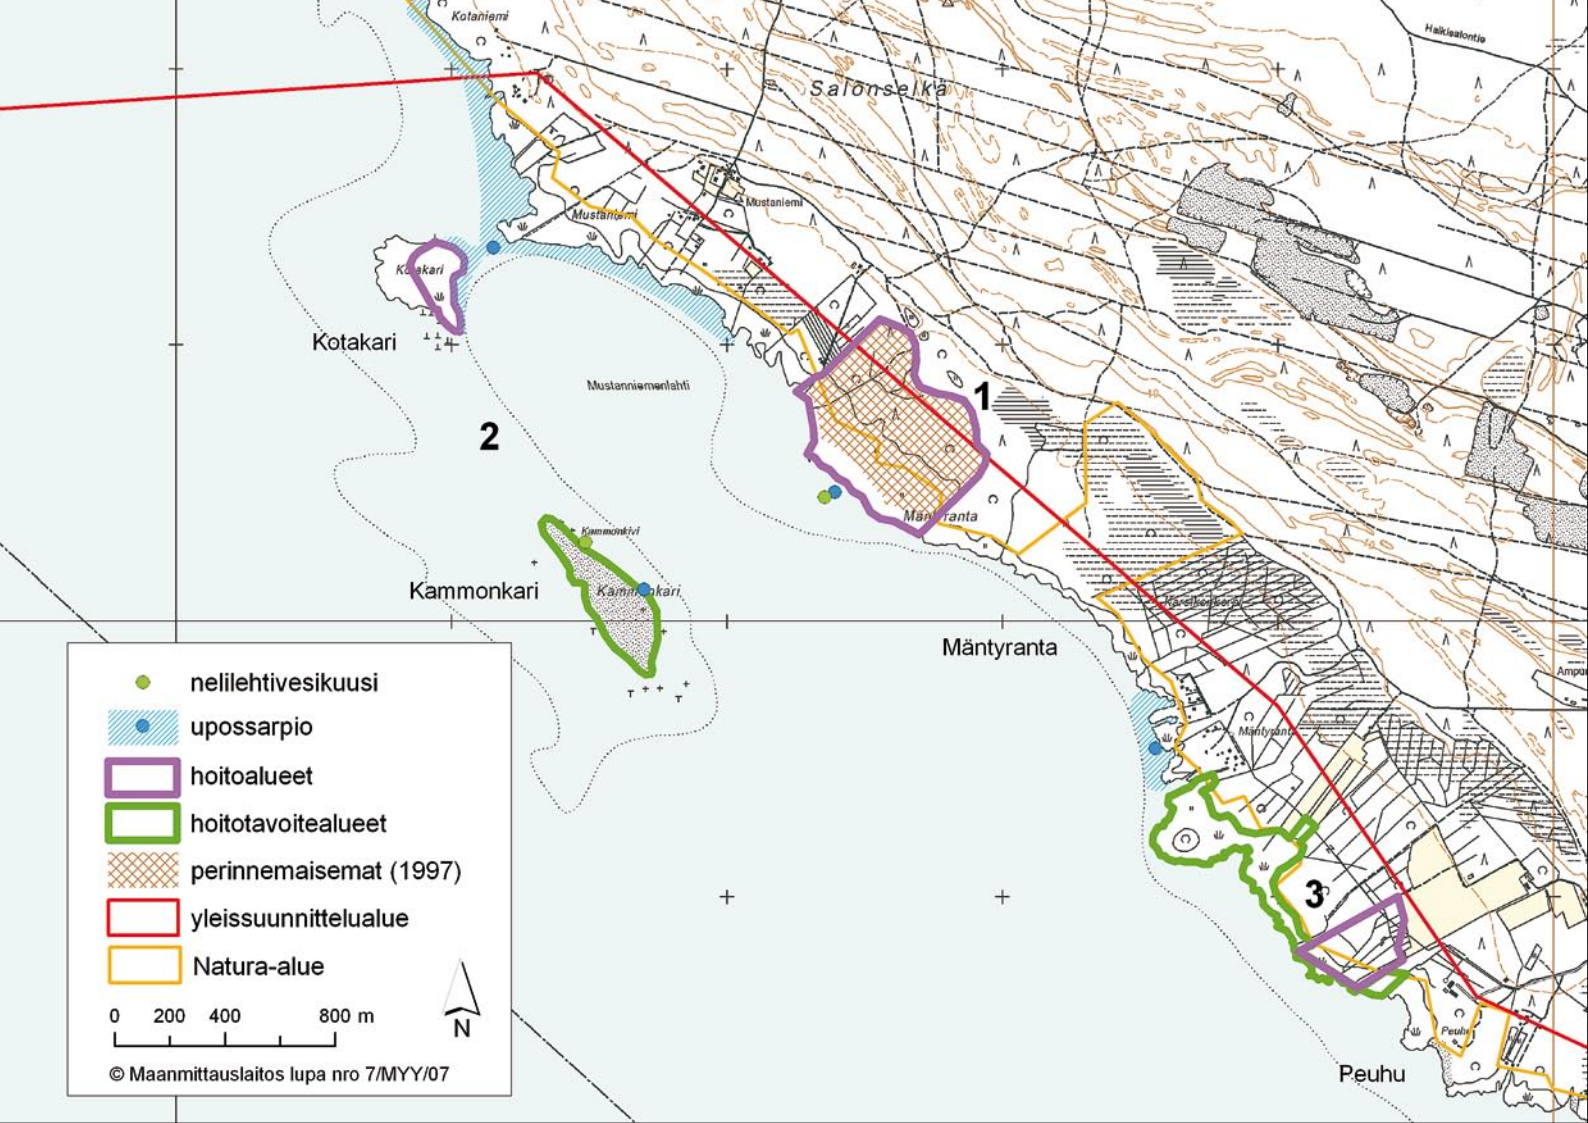 Kotaniemi
Halkisalontie
Salonselkä
Mustaniemi
Mustaniemi
Kotakari
Kotakari
Mustanniemenlahti
1
2
Mäntyranta
Kammonkivi
Kammonkari
Kammonkari
Mäntyranta
Mäntyranta
3
Peuhu
Peuhu
nelilehtivesikuusi
upossarpio
hoitoalueet
hoitotavoitealueet
perinnemaisemat (1997)
yleissuunnittelualue
Natura-alue
0 200 400 800 m
N
© Maanmittauslaitos lupa nro 7/MYY/07